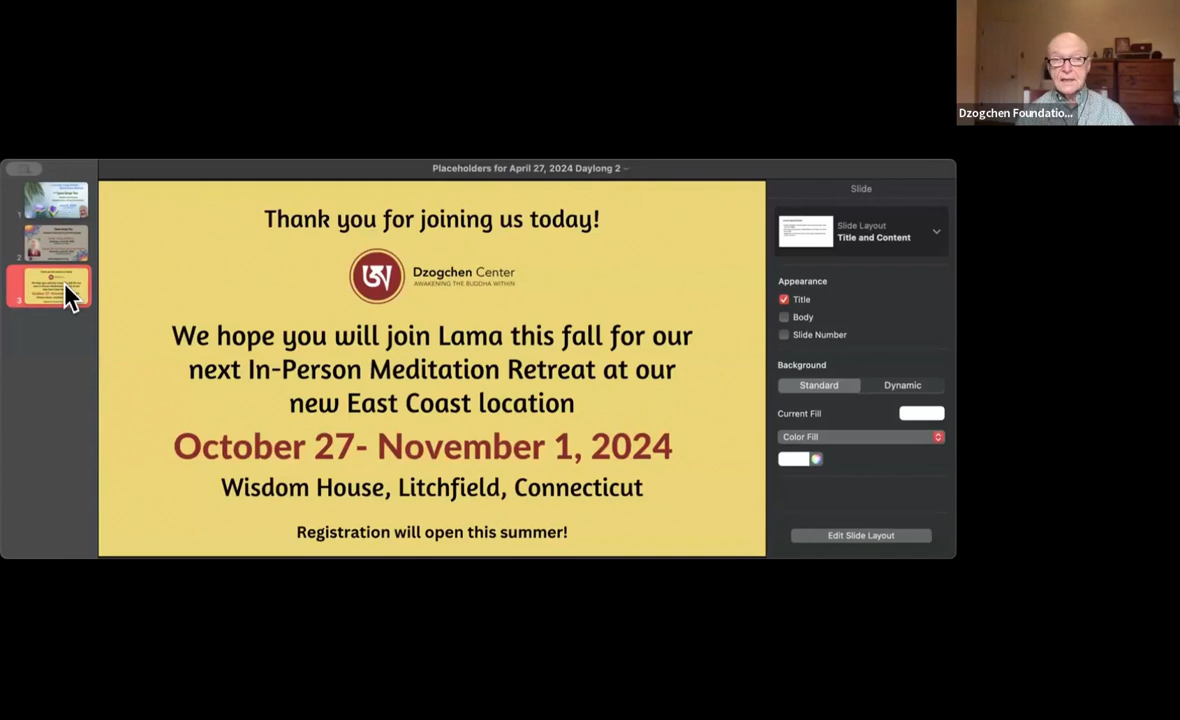 Dzogchen Foundatio...
Placeholders for April 27, 2024 Daylong 2
1
2
3
Thank you for joining us today!
Dzogchen Center
AWAKENING THE BUDDHA WITHIN
We hope you will join Lama this fall for our
next In-Person Meditation Retreat at our
new East Coast location
October 27- November 1, 2024
Wisdom House, Litchfield, Connecticut
Registration will open this summer!
Slide
Slide Layout
Title and Content
Appearance
Title
Body
Slide Number
Background
Standard
Dynamic
Current Fill
Color Fill
Edit Slide Layout